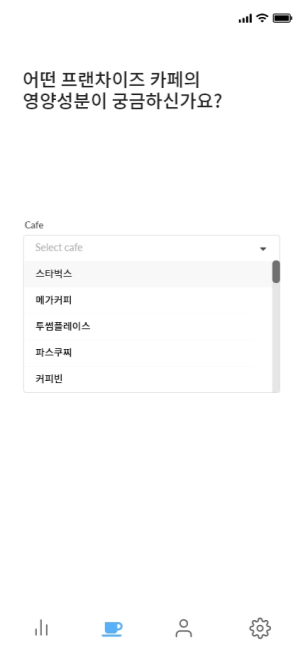 어떤 프랜차이즈 카페의
영양성분이 궁금하신가요?
Cafe
Select cafe
스타벅스
메가커피
투썸플레이스
파스쿠찌
커피빈